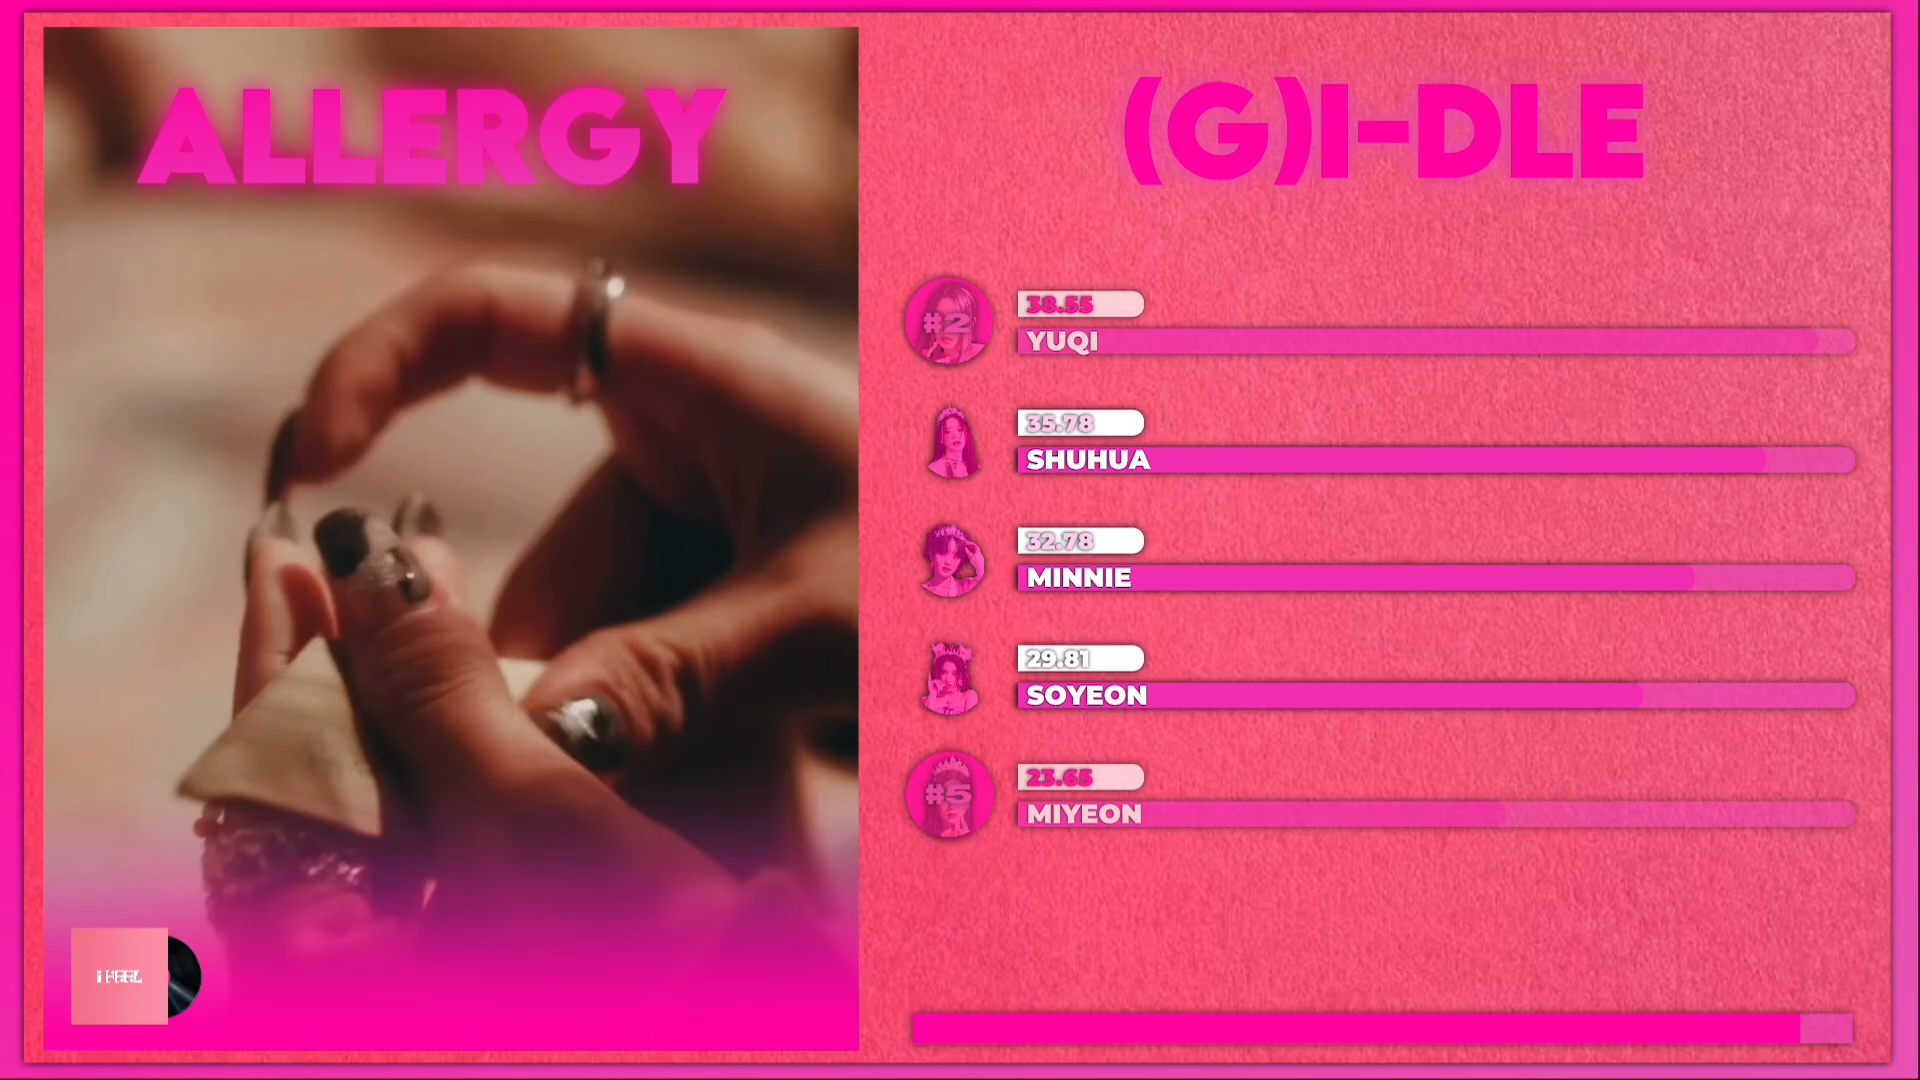 ALLERGY
(G)I-DLE
#2
38.55
YUQI
35.78
SHUHUA
32.78
MINNIE
29.81
SOYEON
#5
23.65
MIYEON
I FEEL